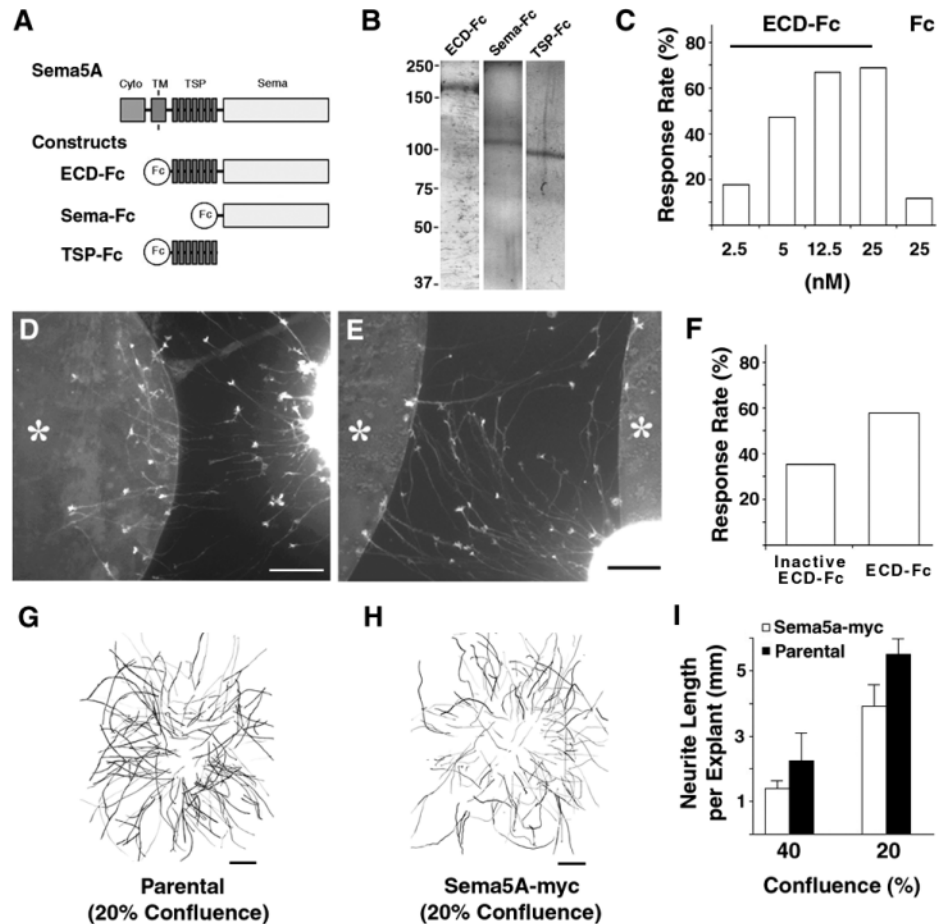 A
Sema5A
Cyto TM TSP Sema
Constructs
ECD-Fc
Fc
Sema-Fc
Fc
TSP-Fc
Fc
B
ECD-Fc
Sema-Fc
TSP-Fc
250-
150-
100-
75-
50-
37-
C
ECD-Fc Fc
Response Rate (%)
80
60
40
20
2.5 5 12.5 25 25
(nM)
D
*
E
*
*
F
Response Rate (%)
80
60
40
20
Inactive
ECD-Fc
ECD-Fc
G
Parental
(20% Confluence)
H
Sema5A-myc
(20% Confluence)
I
Sema5a-myc
Parental
Neurite Length
per Explant (mm)
5
3
1
40 20
Confluence (%)